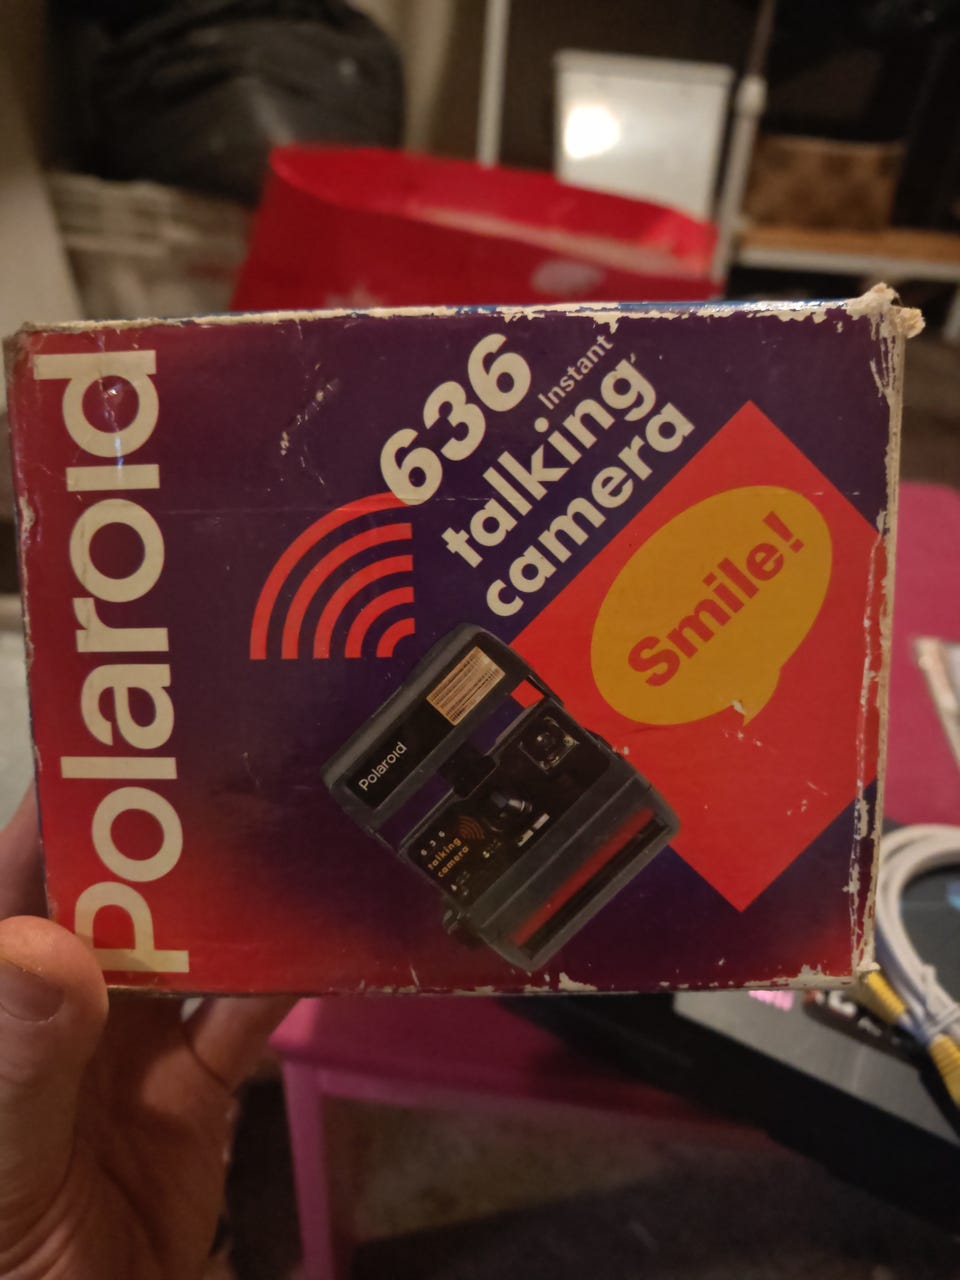 Polaroid
636
Instant
talking
camera
Smile!
Polaroid
636
talking
camera